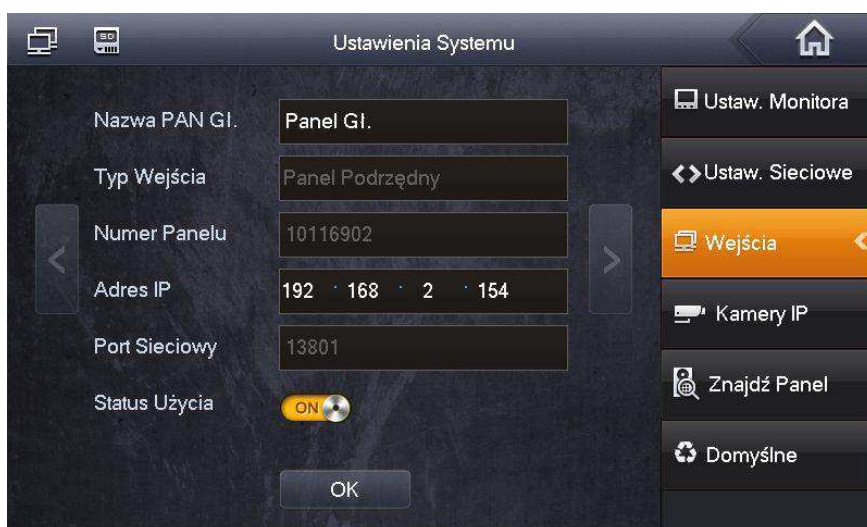 SD
Ustawienia Systemu
Nazwa PAN Gł.
Panel Gł.
Typ Wejścia
Panel Podrzędny
Numer Panelu
10116902
Adres IP
192 . 168 . 2 . 154
Port Sieciowy
13801
Status Użycia
ON
OK
Ustaw. Monitora
Ustaw. Sieciowe
Wejścia
Kamery IP
Znajdź Panel
Domyślne